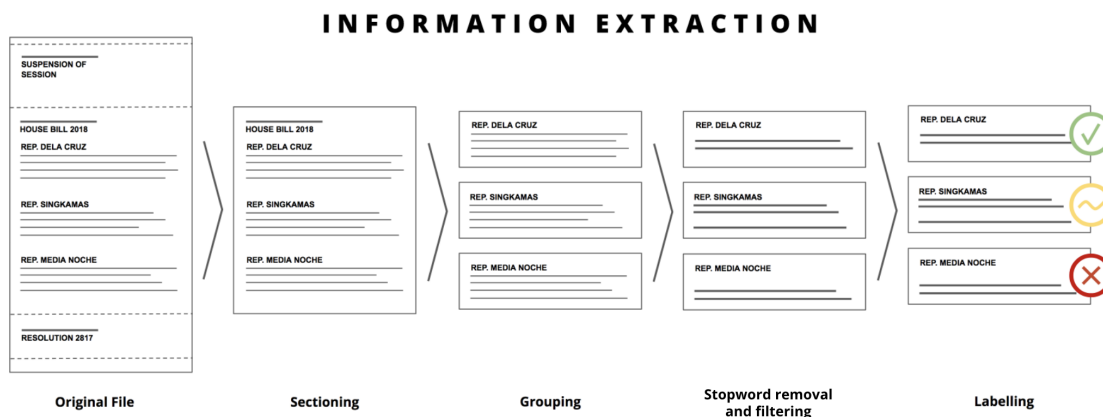 INFORMATION EXTRACTION
SUSPENSION OF
SESSION
HOUSE BILL 2018
REP. DELA CRUZ
REP. SINGKAMAS
REP. MEDIA NOCHE
RESOLUTION 2817
Original File
HOUSE BILL 2018
REP. DELA CRUZ
REP. SINGKAMAS
REP. MEDIA NOCHE
Sectioning
REP. DELA CRUZ
REP. SINGKAMAS
REP. MEDIA NOCHE
Grouping
REP. DELA CRUZ
REP. SINGKAMAS
REP. MEDIA NOCHE
Stopword removal
and filtering
REP. DELA CRUZ
REP. SINGKAMAS
REP. MEDIA NOCHE
Labelling